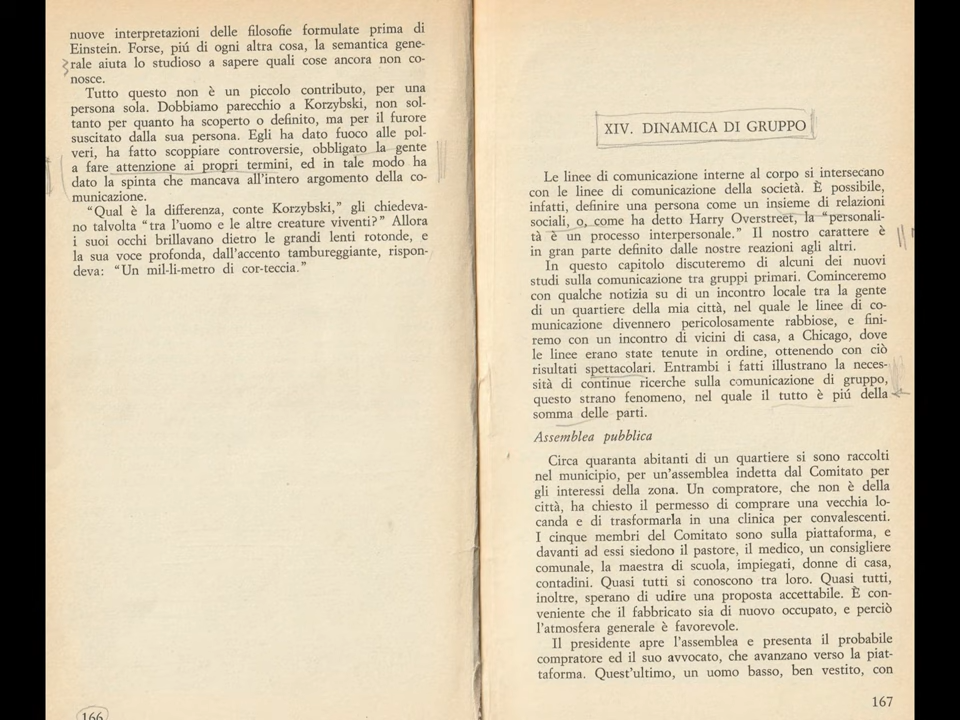 nuove interpretazioni delle filosofie formulate prima di
Einstein. Forse, piú di ogni altra cosa, la semantica gene-
rale aiuta lo studioso a sapere quali cose ancora non co-
nosce.
Tutto questo non è un piccolo contributo, per una
persona sola. Dobbiamo parecchio a Korzybski, non sol-
tanto per quanto ha scoperto o definito, ma per il furore
suscitato dalla sua persona. Egli ha dato fuoco alle pol-
veri, ha fatto scoppiare controversie, obbligato la gente
a fare attenzione ai propri termini, ed in tale modo ha
dato la spinta che mancava all'intero argomento della co-
municazione.
"Qual è la differenza, conte Korzybski," gli chiedeva-
no talvolta "tra l'uomo e le altre creature viventi?" Allora
i suoi occhi brillavano dietro le grandi lenti rotonde, e
la sua voce profonda, dall'accento tambureggiante, rispon-
deva: "Un mil-li-metro di cor-teccia."
166
XIV. DINAMICA DI GRUPPO
Le linee di comunicazione interne al corpo si intersecano
con le linee di comunicazione della società. È possibile,
infatti, definire una persona come un insieme di relazioni
sociali, o, come ha detto Harry Overstreet, la "personali-
tà è un processo interpersonale." Il nostro carattere è
in gran parte definito dalle nostre reazioni agli altri.
In questo capitolo discuteremo di alcuni dei nuovi
studi sulla comunicazione tra gruppi primari. Cominceremo
con qualche notizia su di un incontro locale tra la gente
di un quartiere della mia città, nel quale le linee di co-
municazione divennero pericolosamente rabbiose, e fini-
remo con un incontro di vicini di casa, a Chicago, dove
le linee erano state tenute in ordine, ottenendo con ciò
risultati spettacolari. Entrambi i fatti illustrano la neces-
sità di continue ricerche sulla comunicazione di gruppo,
questo strano fenomeno, nel quale il tutto è piú della
somma delle parti.
Assemblea pubblica
Circa quaranta abitanti di un quartiere si sono raccolti
nel municipio, per un'assemblea indetta dal Comitato per
gli interessi della zona. Un compratore, che non è della
città, ha chiesto il permesso di comprare una vecchia lo-
canda e di trasformarla in una clinica per convalescenti.
I cinque membri del Comitato sono sulla piattaforma, e
davanti ad essi siedono il pastore, il medico, un consigliere
comunale, la maestra di scuola, impiegati, donne di casa,
contadini. Quasi tutti si conoscono tra loro. Quasi tutti,
inoltre, sperano di udire una proposta accettabile. È con-
veniente che il fabbricato sia di nuovo occupato, e perciò
l'atmosfera generale è favorevole.
Il presidente apre l'assemblea e presenta il probabile
compratore ed il suo avvocato, che avanzano verso la piat-
taforma. Quest'ultimo, un uomo basso, ben vestito, con
167